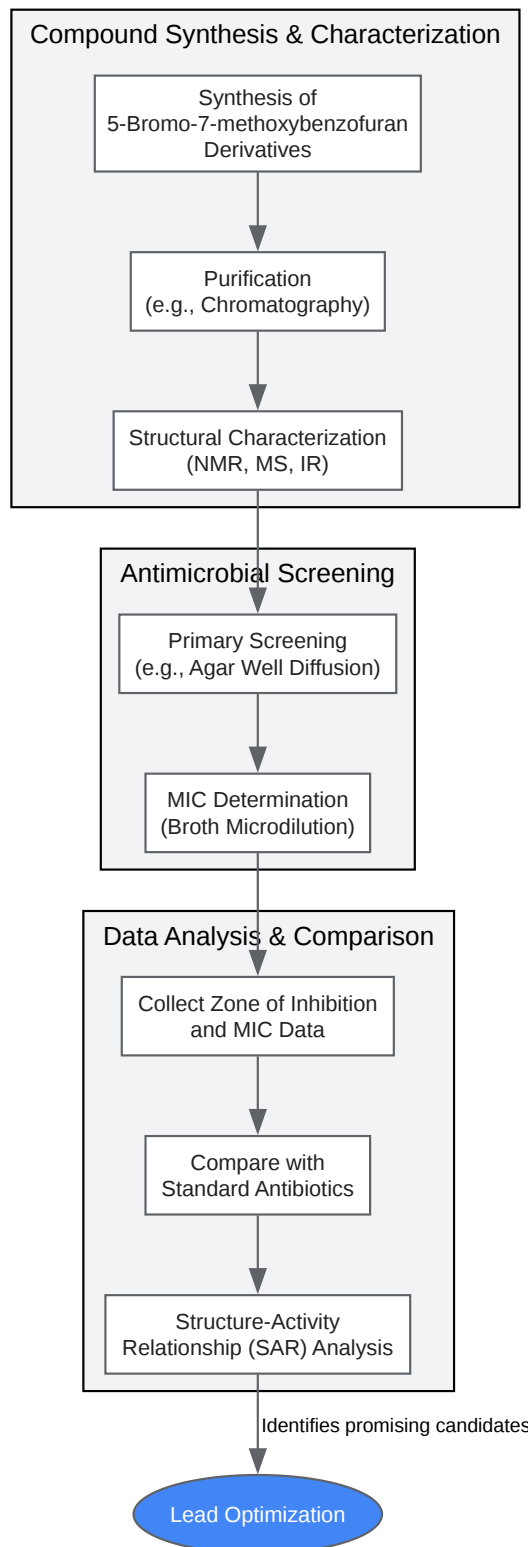 Compound Synthesis & Characterization
Synthesis of
5-Bromo-7-methoxybenzofuran
Derivatives
Purification
(e.g., Chromatography)
Structural Characterization
(NMR, MS, IR)
Antimicrobial Screening
Primary Screening
(e.g., Agar Well Diffusion)
MIC Determination
(Broth Microdilution)
Data Analysis & Comparison
Collect Zone of Inhibition
and MIC Data
Compare with
Standard Antibiotics
Structure-Activity
Relationship (SAR) Analysis
Identifies promising candidates
Lead Optimization